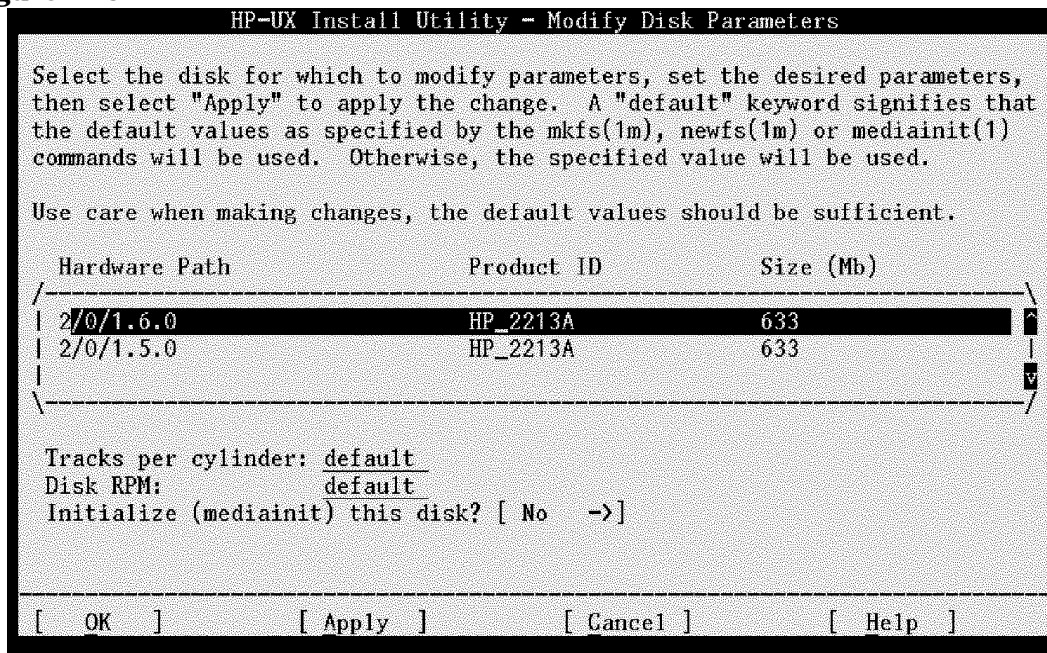 HP-UX Install Utility - Modify Disk Parameters
Select the disk for which to modify parameters, set the desired parameters,
then select "Apply" to apply the change.  A "default" keyword signifies that
the default values as specified by the mkfs(1m), newfs(1m) or mediainit(1)
commands will be used.  Otherwise, the specified value will be used.
Use care when making changes, the default values should be sufficient.
Hardware Path Product ID Size (Mb)
2/0/1.6.0 HP_2213A 633
2/0/1.5.0 HP_2213A 633
Tracks per cylinder: default
Disk RPM: default
Initialize (mediainit) this disk? [ No ->]
[ OK ] [ Apply ] [ Cancel ] [ Help ]